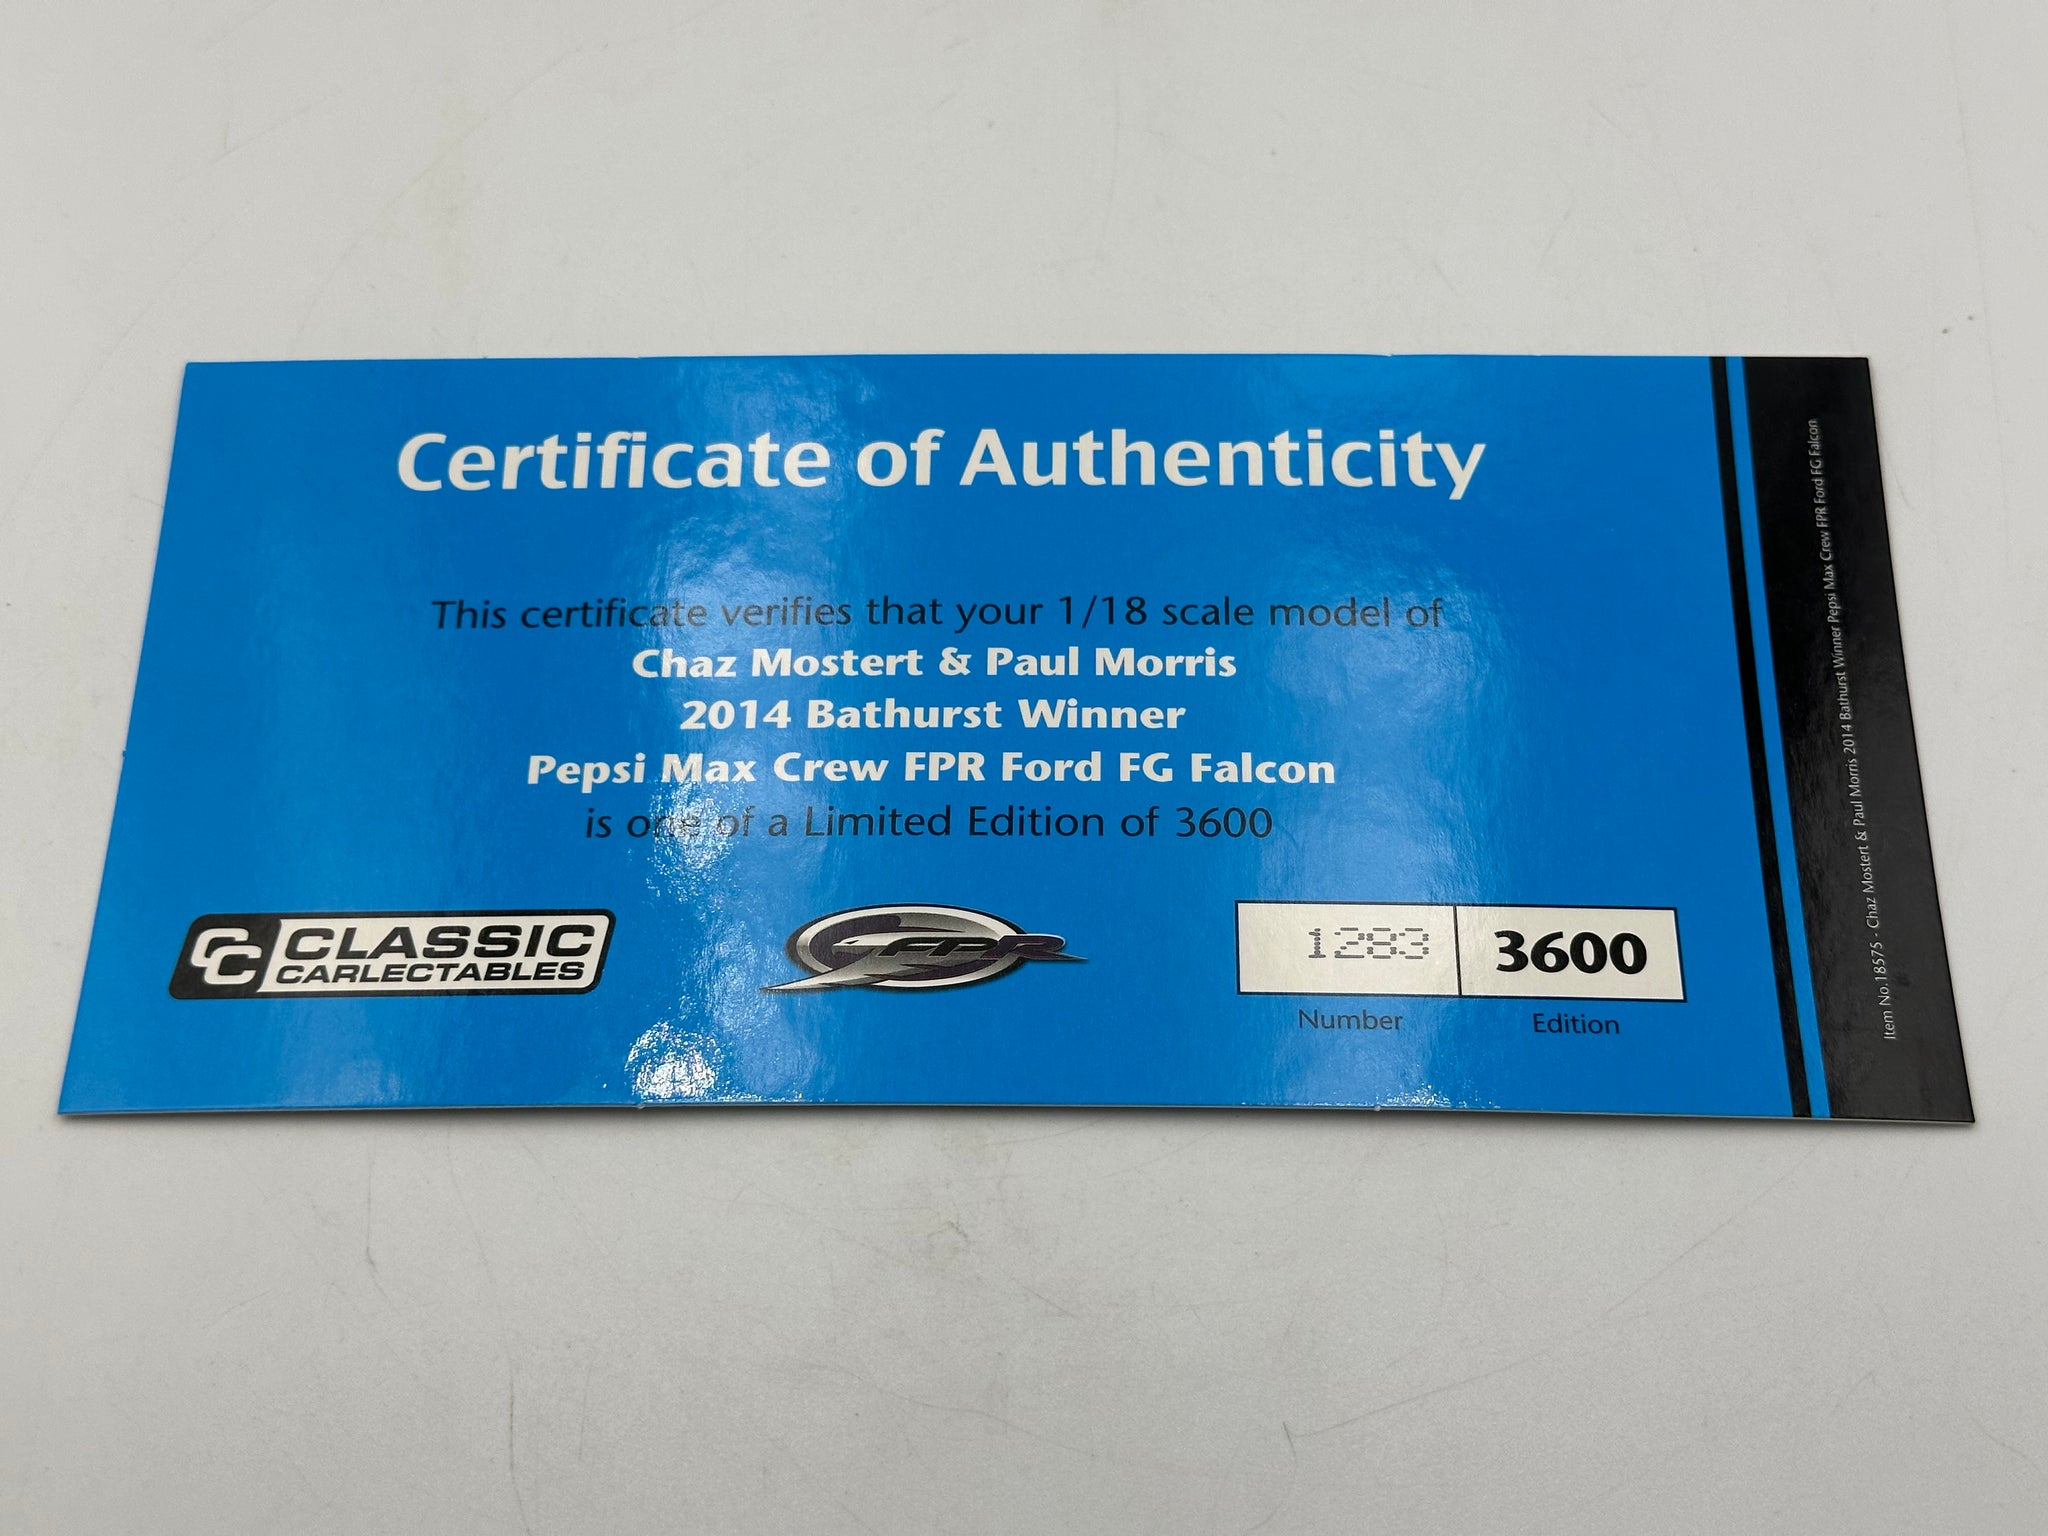 Certificate of Authenticity
This certificate verifies that your 1/18 scale model of
Chaz Mostert & Paul Morris
2014 Bathurst Winner
Pepsi Max Crew FPR Ford FG Falcon
is one of a Limited Edition of 3600
CC CLASSIC
CARLECTABLES
FPR
1283 3600
Number Edition
Item No.18575 - Chaz Mostert & Paul Morris 2014 Bathurst Winner Pepsi Max Crew FPR Ford FG Falcon